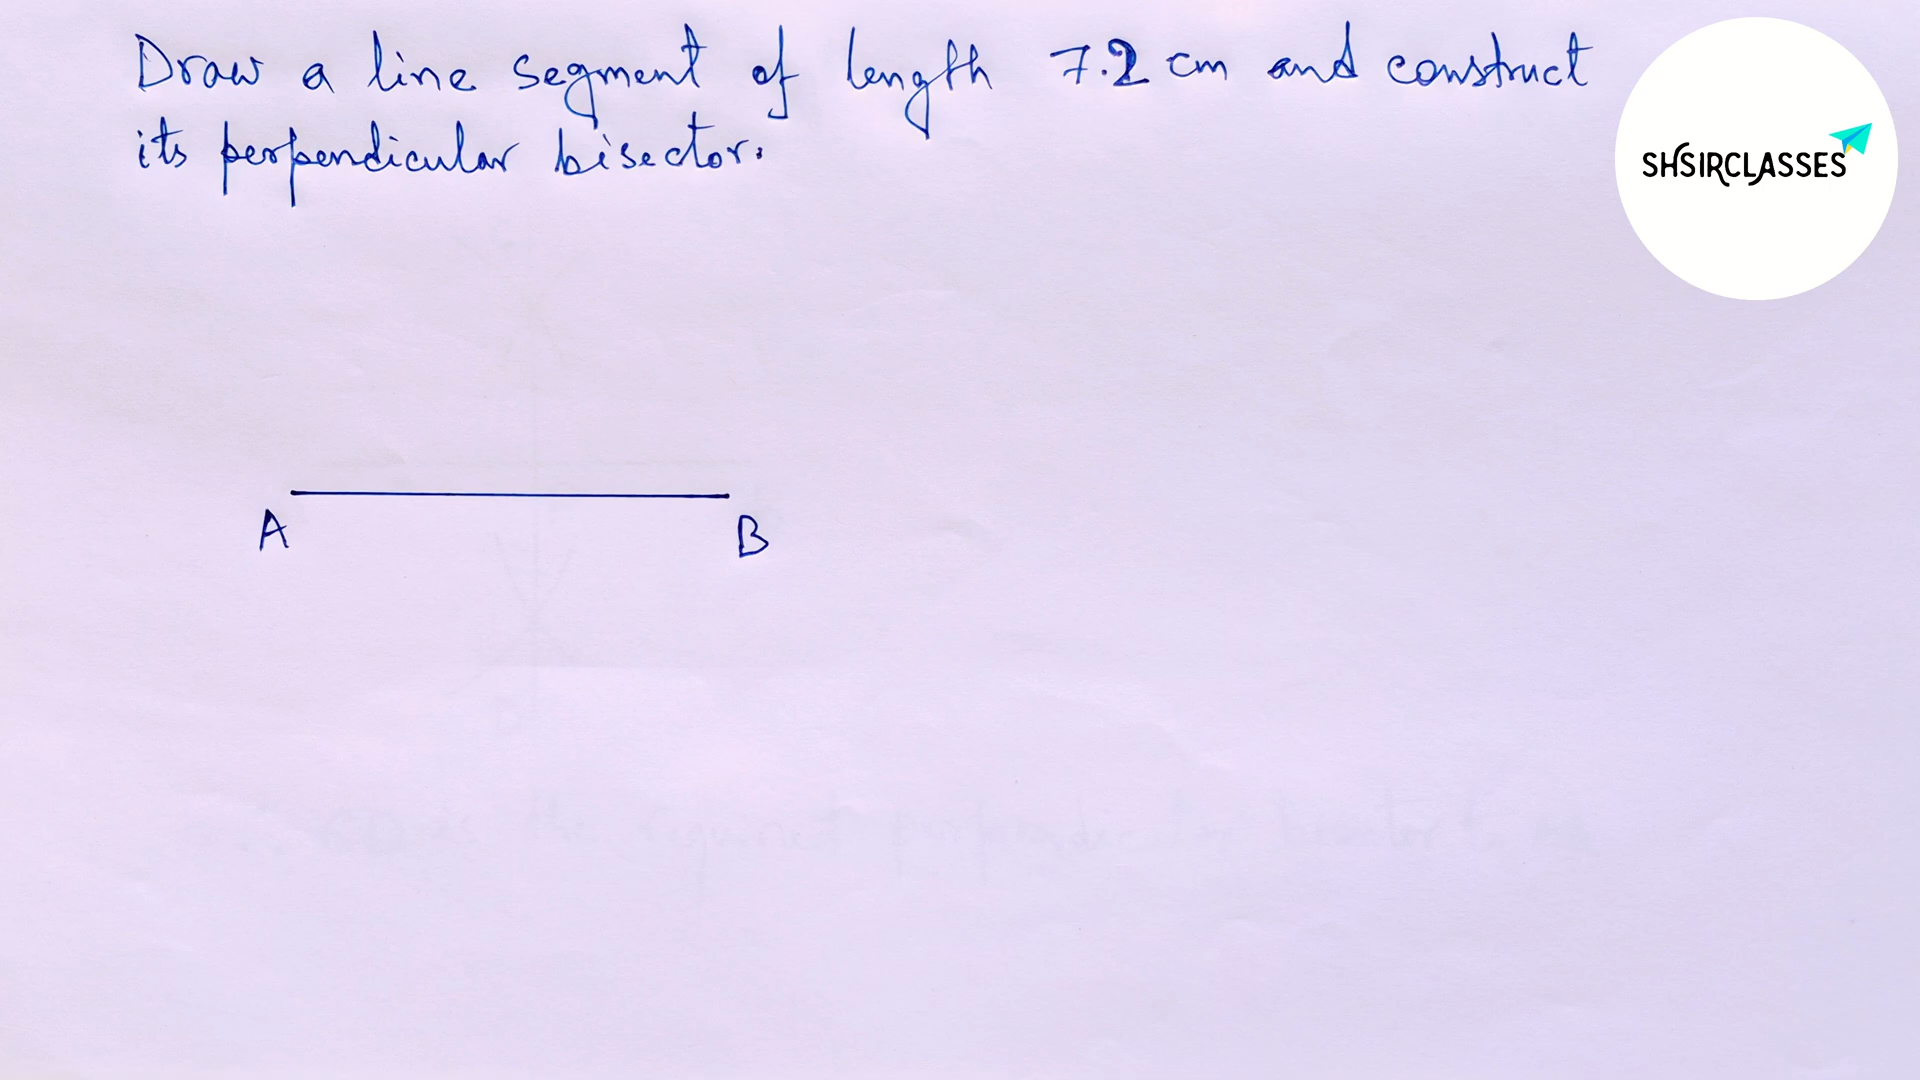 Draw a line segment of length 7.2 cm and construct
its perpendicular bisector.
SHSIRCLASSES
A
B